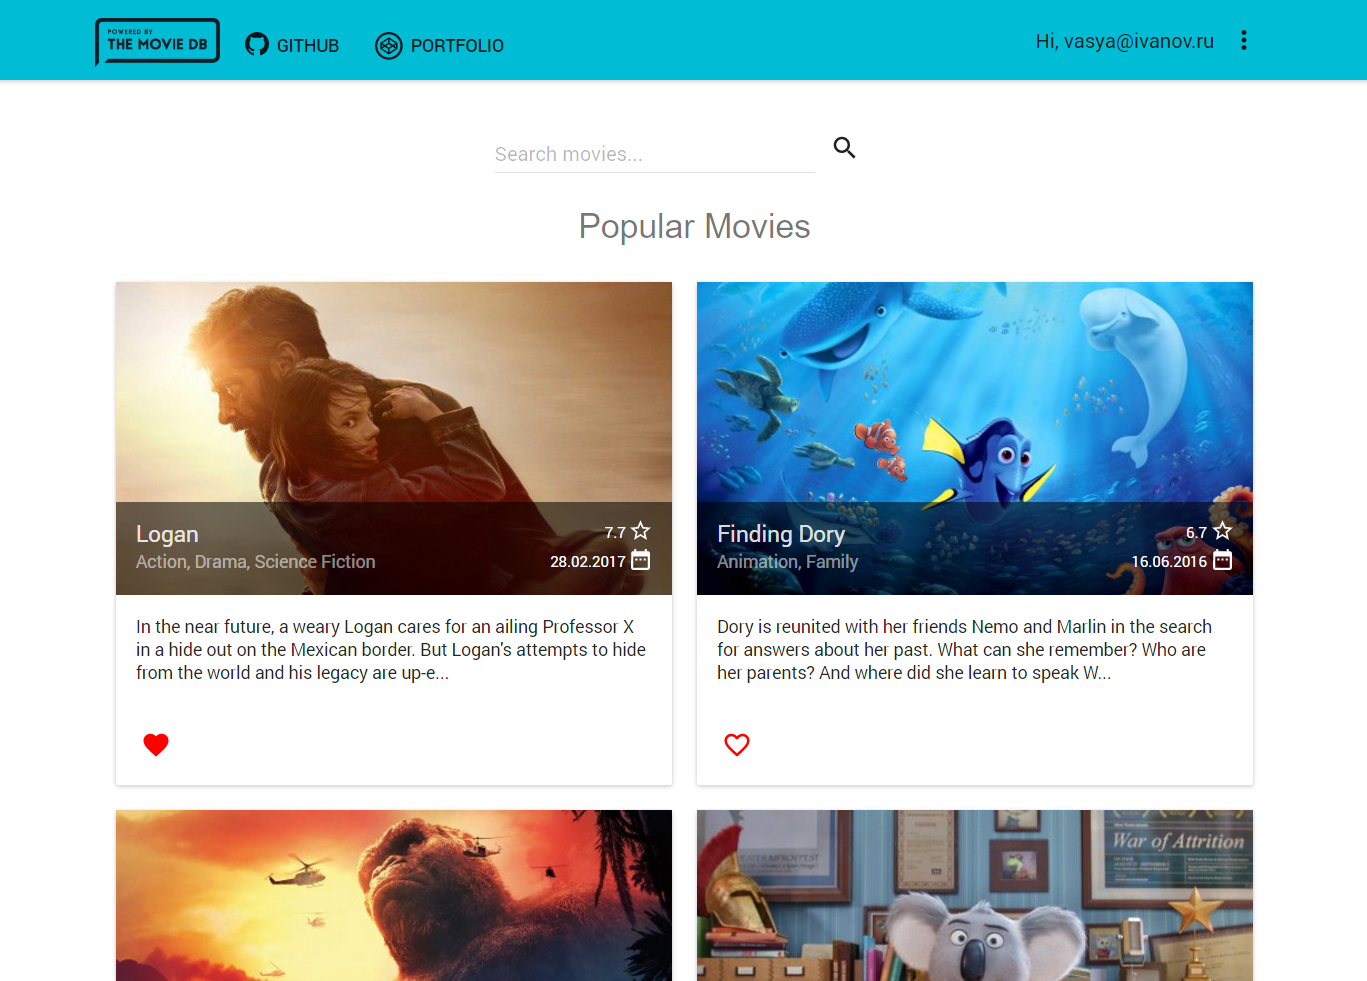 POWERED BY
THE MOVIE DB
GITHUB
PORTFOLIO
Hi, vasya@ivanov.ru
Search movies...
Popular Movies
Logan
7.7
Action, Drama, Science Fiction
28.02.2017
In the near future, a weary Logan cares for an ailing Professor X
in a hide out on the Mexican border. But Logan's attempts to hide
from the world and his legacy are up-e...
Finding Dory
6.7
Animation, Family
16.06.2016
Dory is reunited with her friends Nemo and Marlin in the search
for answers about her past. What can she remember? Who are
her parents? And where did she learn to speak W...
War of Attrition